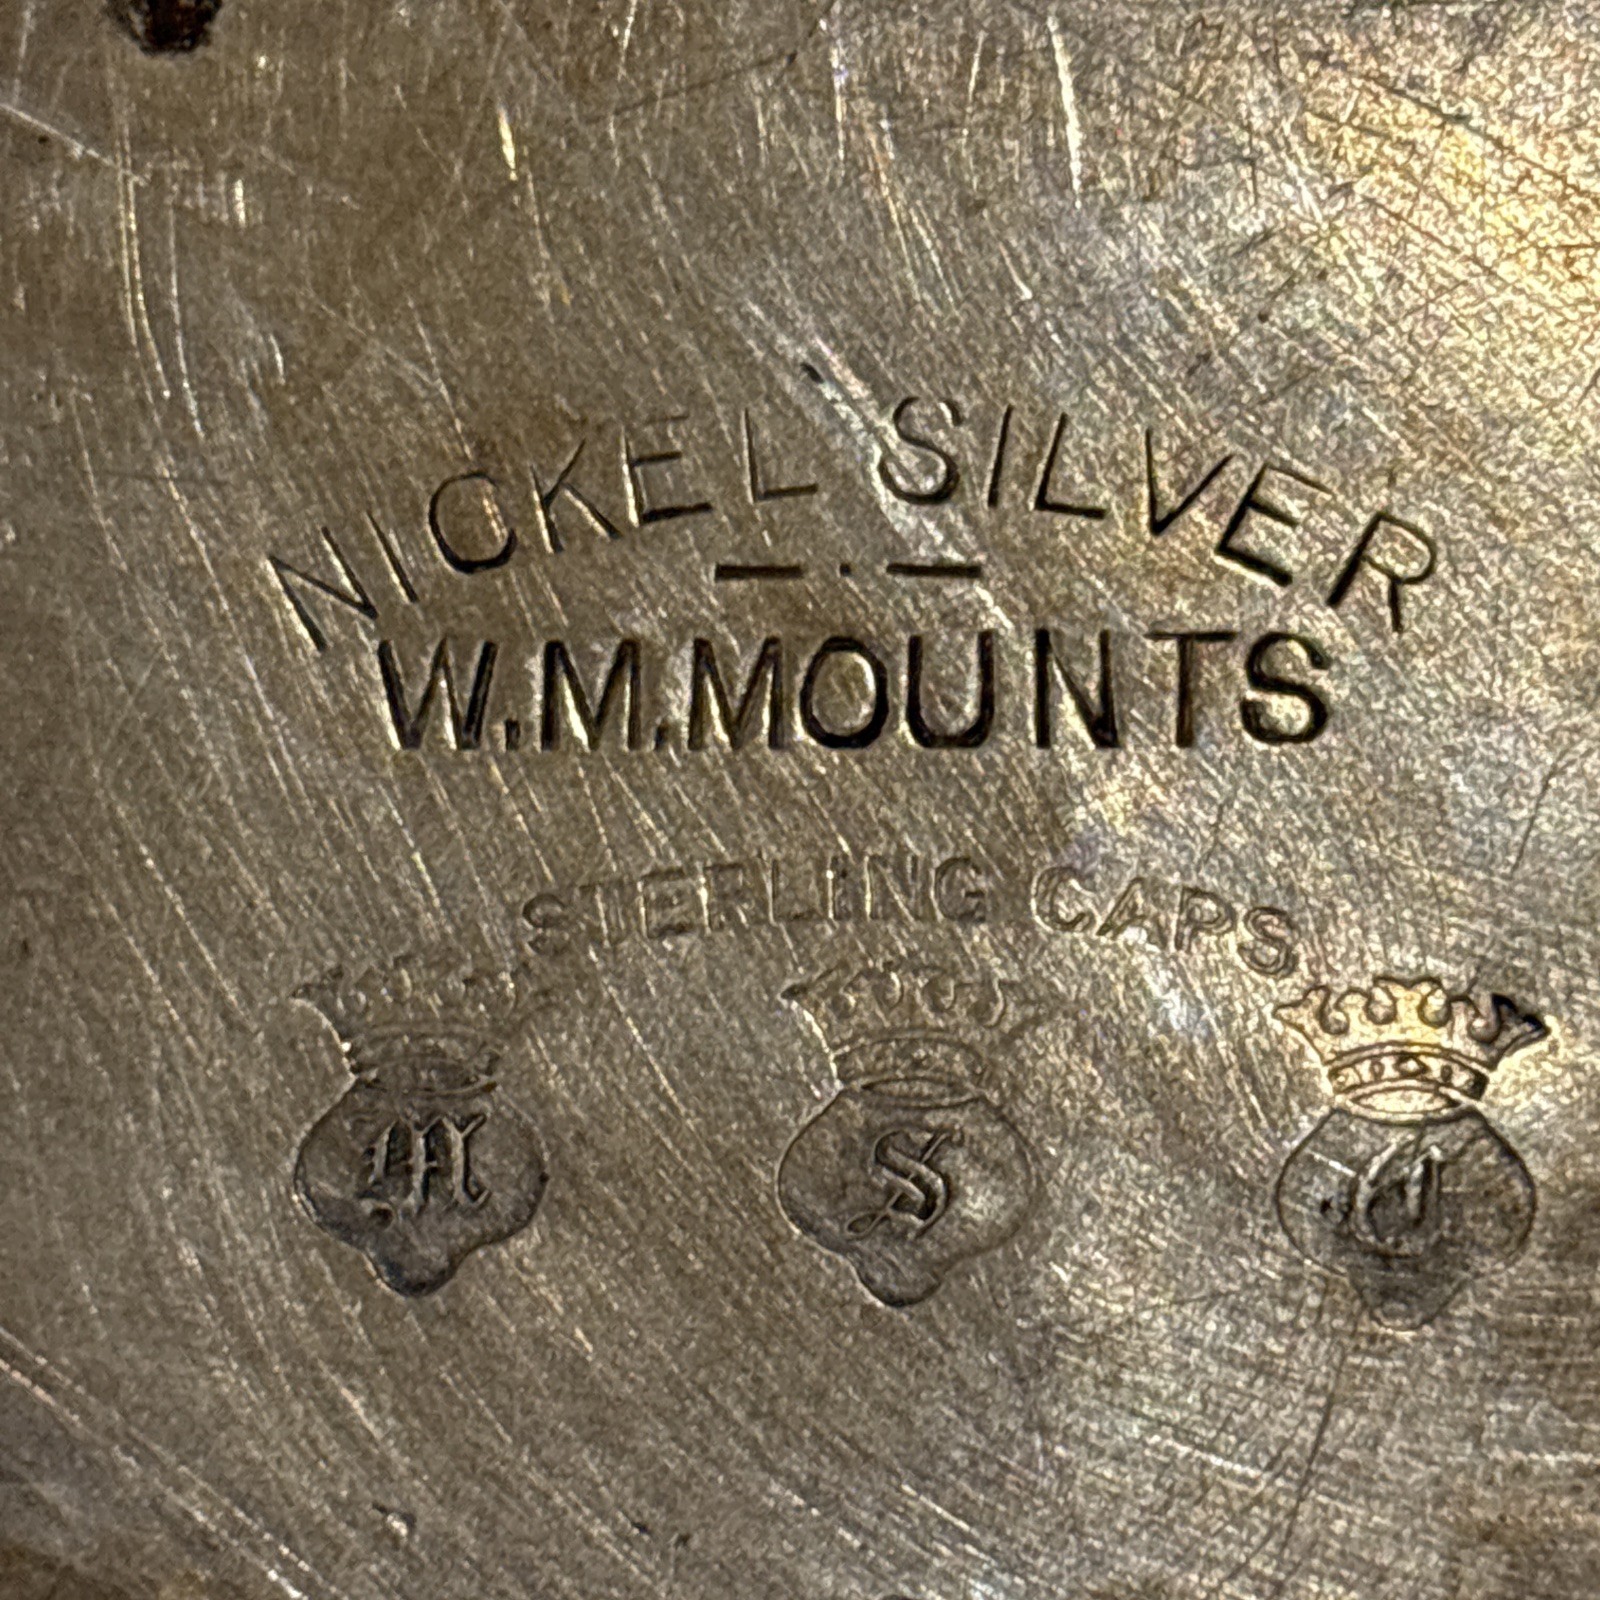 NICKEL SILVER
W.M.MOUNTS
STERLING CAPS
M S C